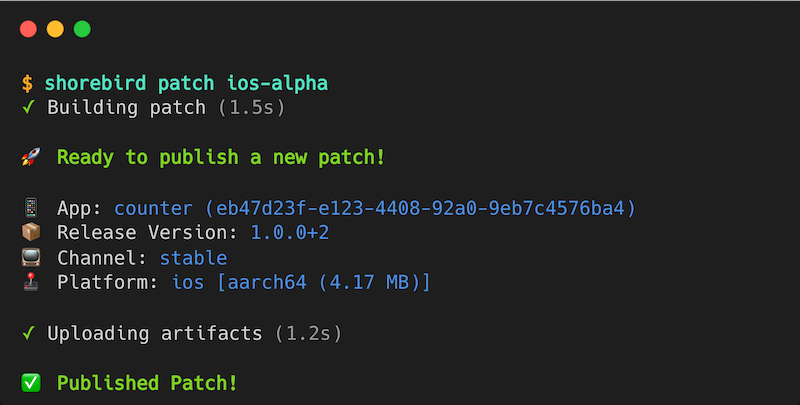 $ shorebird patch ios-alpha
✓ Building patch (1.5s)
🚀 Ready to publish a new patch!
📱 App: counter (eb47d23f-e123-4408-92a0-9eb7c4576ba4)
📦 Release Version: 1.0.0+2
📺 Channel: stable
🕹️ Platform: ios [aarch64 (4.17 MB)]
✓ Uploading artifacts (1.2s)
✅ Published Patch!